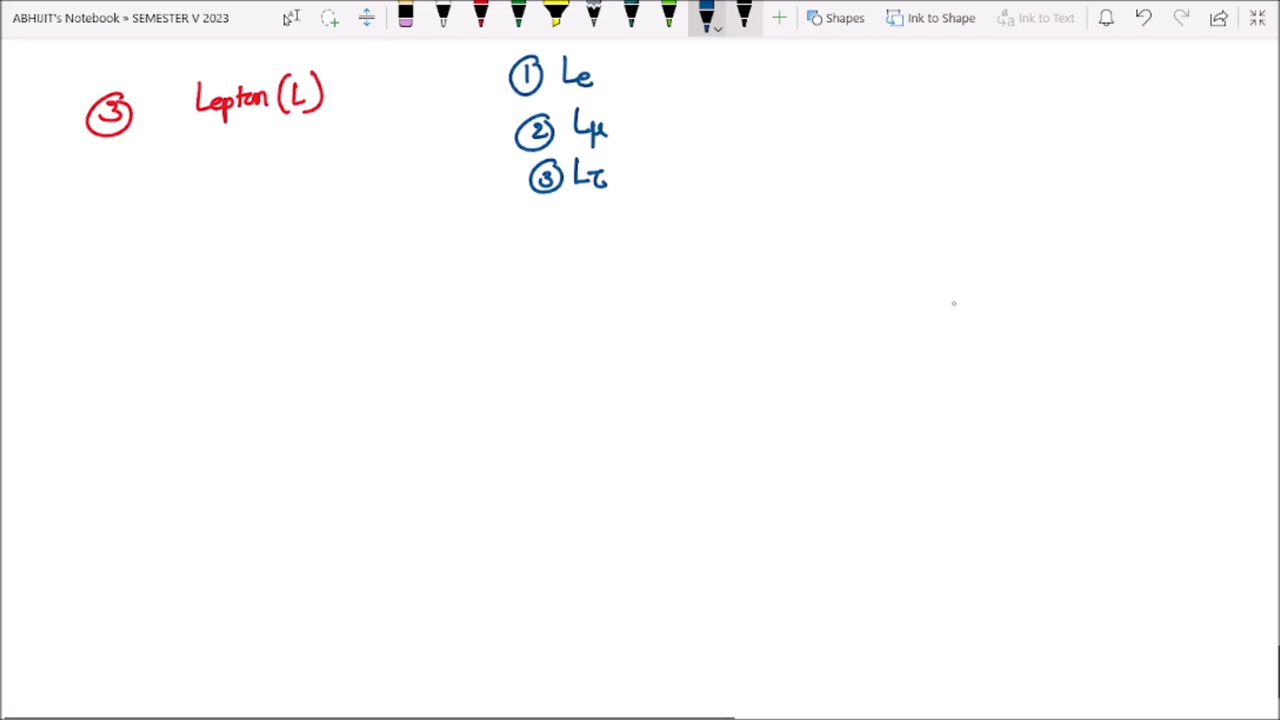 ABHIJIT's Notebook » SEMESTER V 2023
Shapes
Ink to Shape
Ink to Text
③ Lepton (L)
① Le
② Lμ
③ Lτ